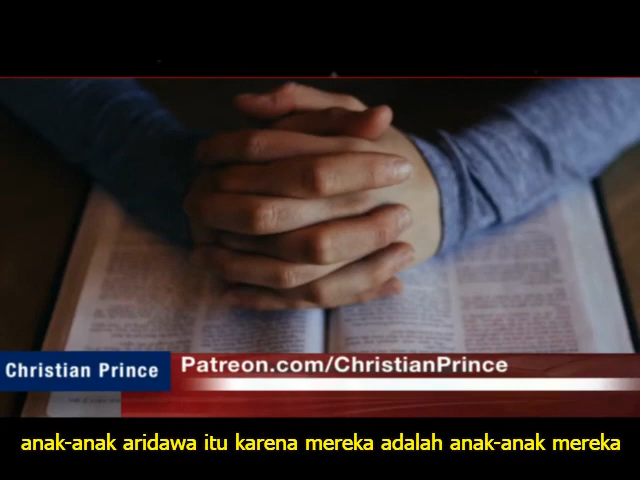 Christian Prince
Patreon.com/ChristianPrince
anak-anak aridawa itu karena mereka adalah anak-anak mereka